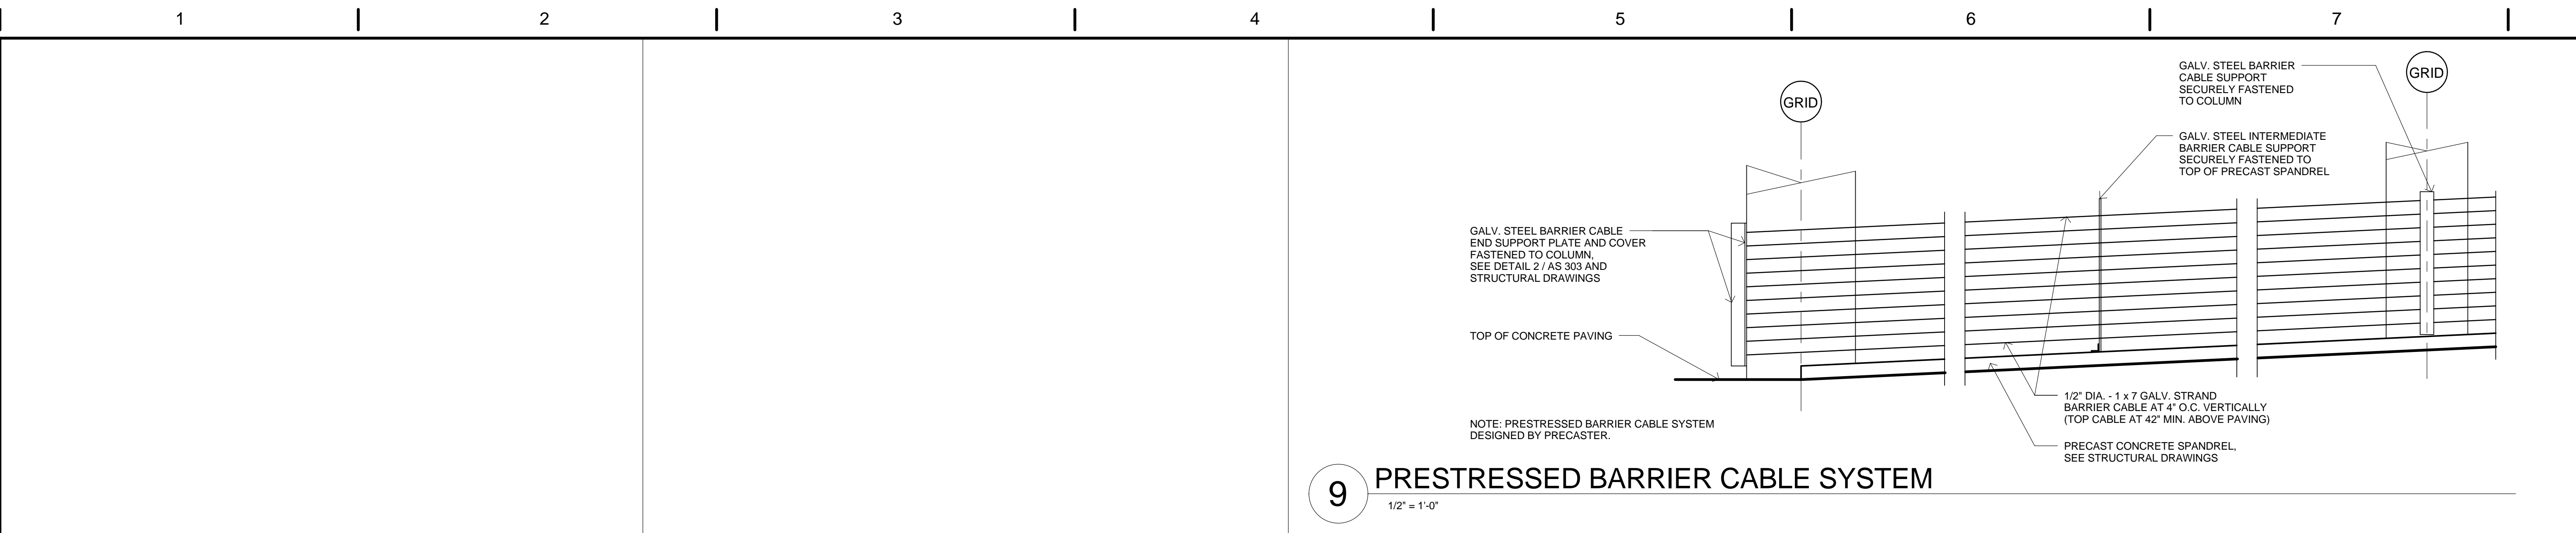 1 2 3 4 5 6 7
GALV. STEEL BARRIER
CABLE SUPPORT
SECURELY FASTENED
TO COLUMN
GRID
GRID
GALV. STEEL INTERMEDIATE
BARRIER CABLE SUPPORT
SECURELY FASTENED TO
TOP OF PRECAST SPANDREL
GALV. STEEL BARRIER CABLE
END SUPPORT PLATE AND COVER
FASTENED TO COLUMN,
SEE DETAIL 2 / AS 303 AND
STRUCTURAL DRAWINGS
TOP OF CONCRETE PAVING
1/2" DIA. - 1 x 7 GALV. STRAND
BARRIER CABLE AT 4" O.C. VERTICALLY
(TOP CABLE AT 42" MIN. ABOVE PAVING)
NOTE: PRESTRESSED BARRIER CABLE SYSTEM
DESIGNED BY PRECASTER.
PRECAST CONCRETE SPANDREL,
SEE STRUCTURAL DRAWINGS
9 PRESTRESSED BARRIER CABLE SYSTEM
1/2" = 1'-0"